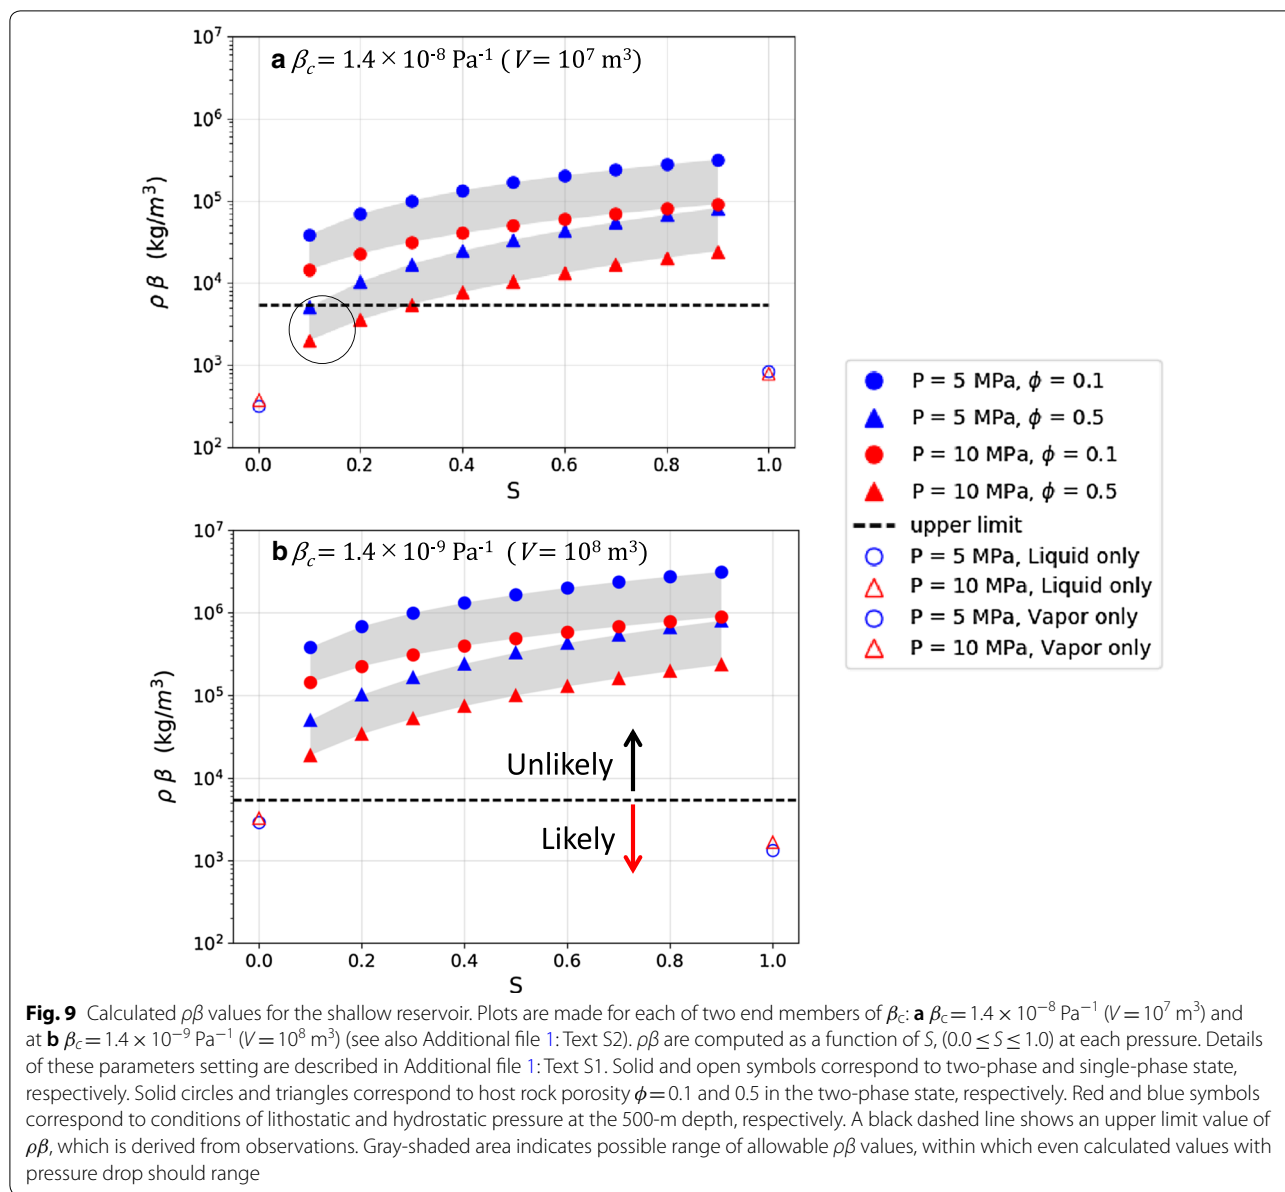 10⁷
a β_c = 1.4 × 10⁻⁸ Pa⁻¹ (V = 10⁷ m³)
10⁶
10⁵
10⁴
10³
10²
ρ β (kg/m³)
0.0 0.2 0.4 0.6 0.8 1.0
S
P = 5 MPa, ϕ = 0.1
P = 5 MPa, ϕ = 0.5
P = 10 MPa, ϕ = 0.1
P = 10 MPa, ϕ = 0.5
upper limit
P = 5 MPa, Liquid only
P = 10 MPa, Liquid only
P = 5 MPa, Vapor only
P = 10 MPa, Vapor only
10⁷
b β_c = 1.4 × 10⁻⁹ Pa⁻¹ (V = 10⁸ m³)
10⁶
10⁵
10⁴
10³
10²
ρ β (kg/m³)
Unlikely
Likely
0.0 0.2 0.4 0.6 0.8 1.0
S
Fig. 9 Calculated ρβ values for the shallow reservoir. Plots are made for each of two end members of β_C: a β_C = 1.4 × 10⁻⁸ Pa⁻¹ (V = 10⁷ m³) and
at b β_C = 1.4 × 10⁻⁹ Pa⁻¹ (V = 10⁸ m³) (see also Additional file 1: Text S2). ρβ are computed as a function of S, (0.0 ≤ S ≤ 1.0) at each pressure. Details
of these parameters setting are described in Additional file 1: Text S1. Solid and open symbols correspond to two-phase and single-phase state,
respectively. Solid circles and triangles correspond to host rock porosity ϕ = 0.1 and 0.5 in the two-phase state, respectively. Red and blue symbols
correspond to conditions of lithostatic and hydrostatic pressure at the 500-m depth, respectively. A black dashed line shows an upper limit value of
ρβ, which is derived from observations. Gray-shaded area indicates possible range of allowable ρβ values, within which even calculated values with
pressure drop should range